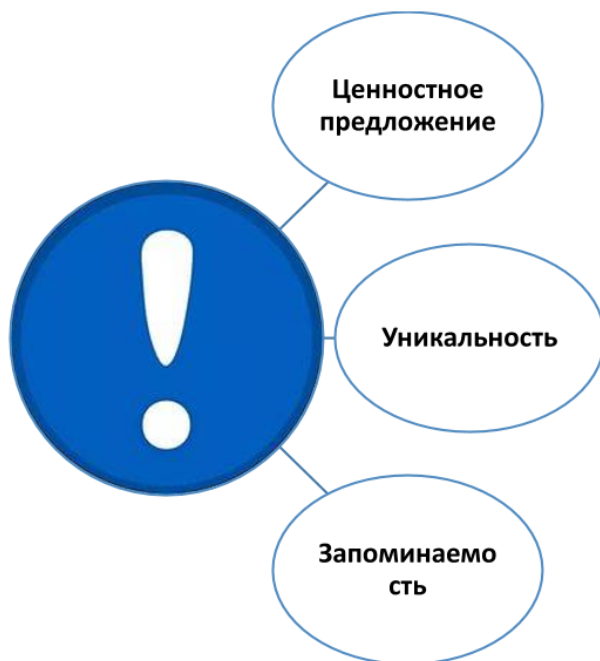 Ценностное
предложение
Уникальность
Запоминаемо
сть